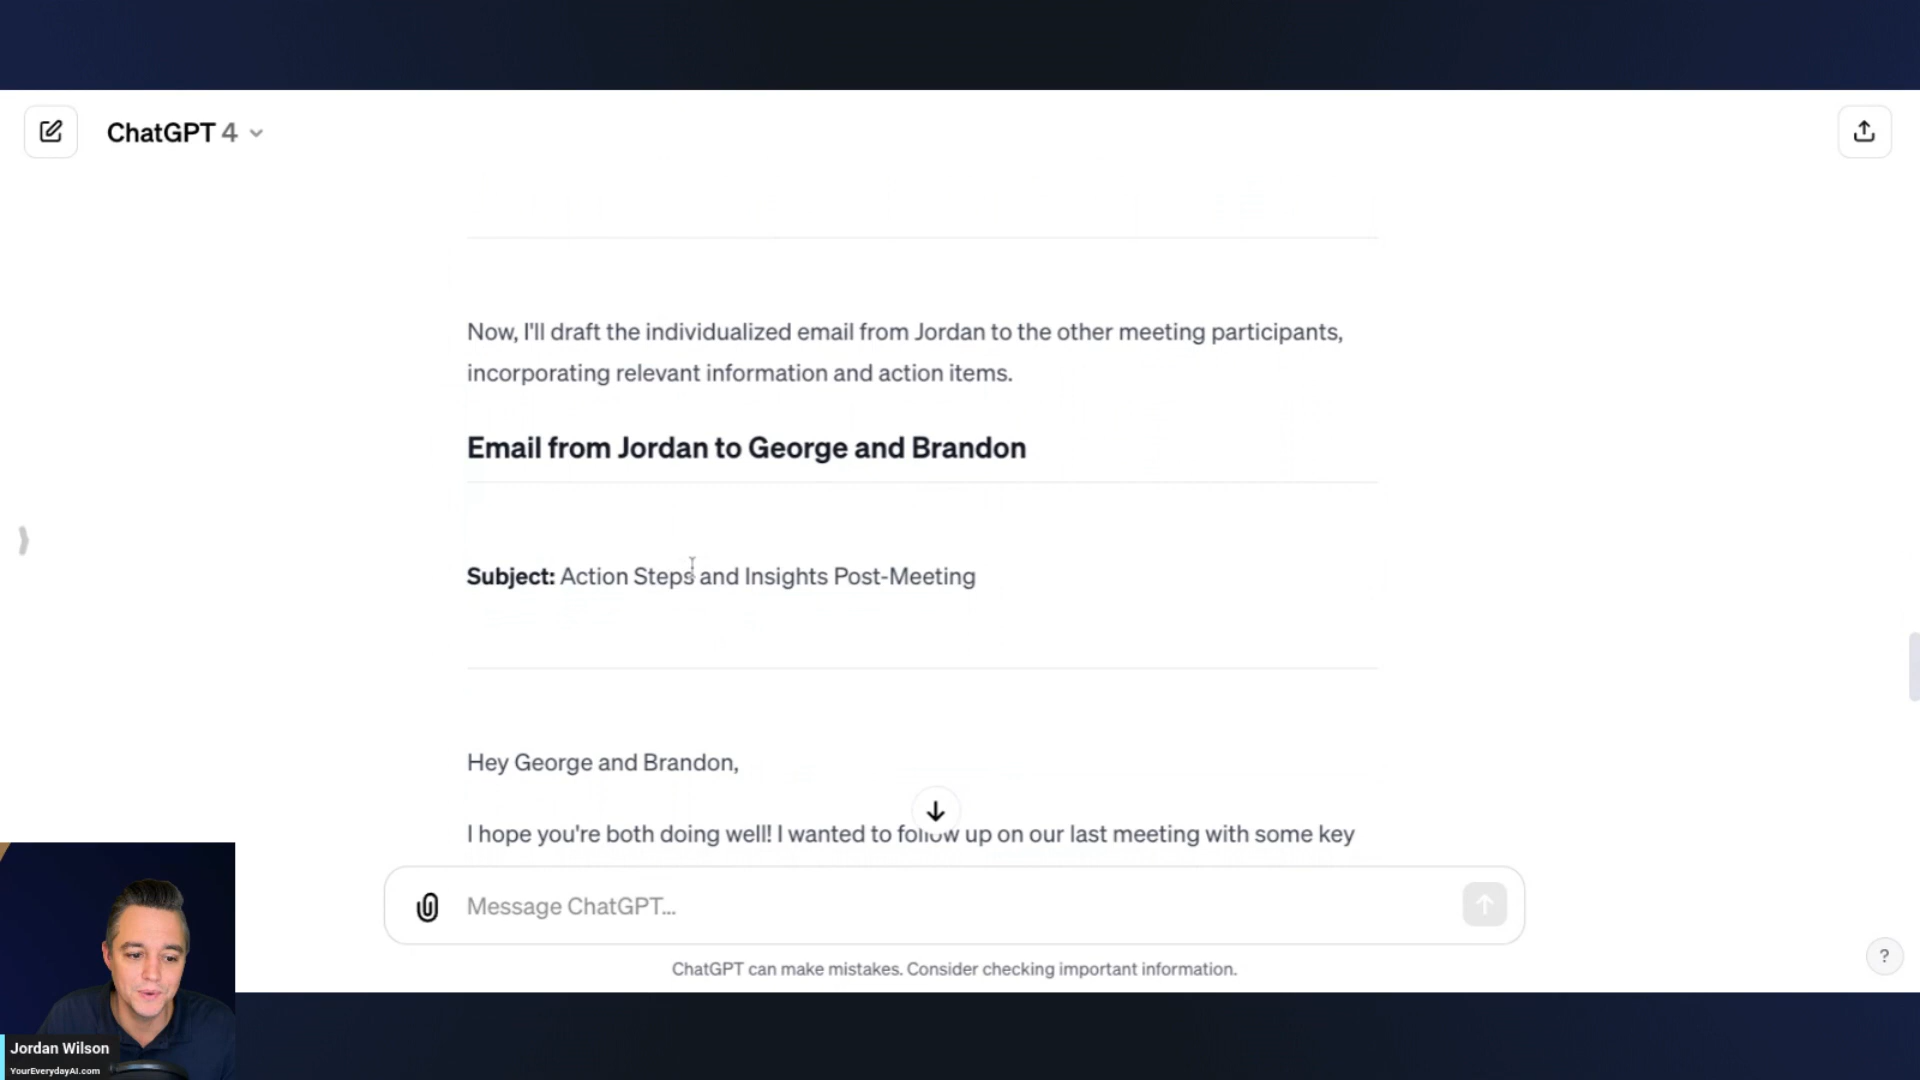 ChatGPT 4
Now, I'll draft the individualized email from Jordan to the other meeting participants,
incorporating relevant information and action items.
Email from Jordan to George and Brandon
Subject: Action Steps and Insights Post-Meeting
Hey George and Brandon,
I hope you're both doing well! I wanted to follow up on our last meeting with some key
Message ChatGPT...
ChatGPT can make mistakes. Consider checking important information.
?
Jordan Wilson
YourEverydayAI.com